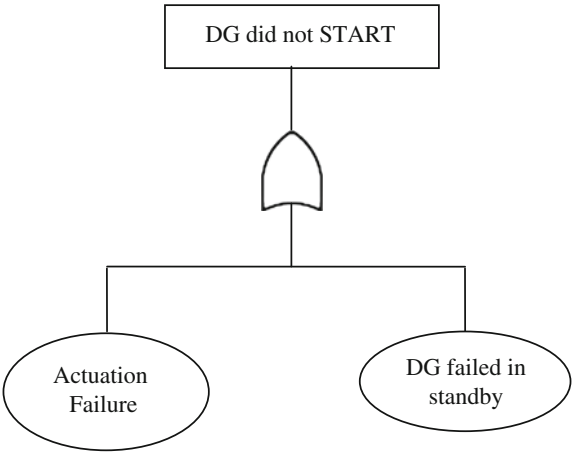 DG did not START
Actuation
Failure
DG failed in
standby